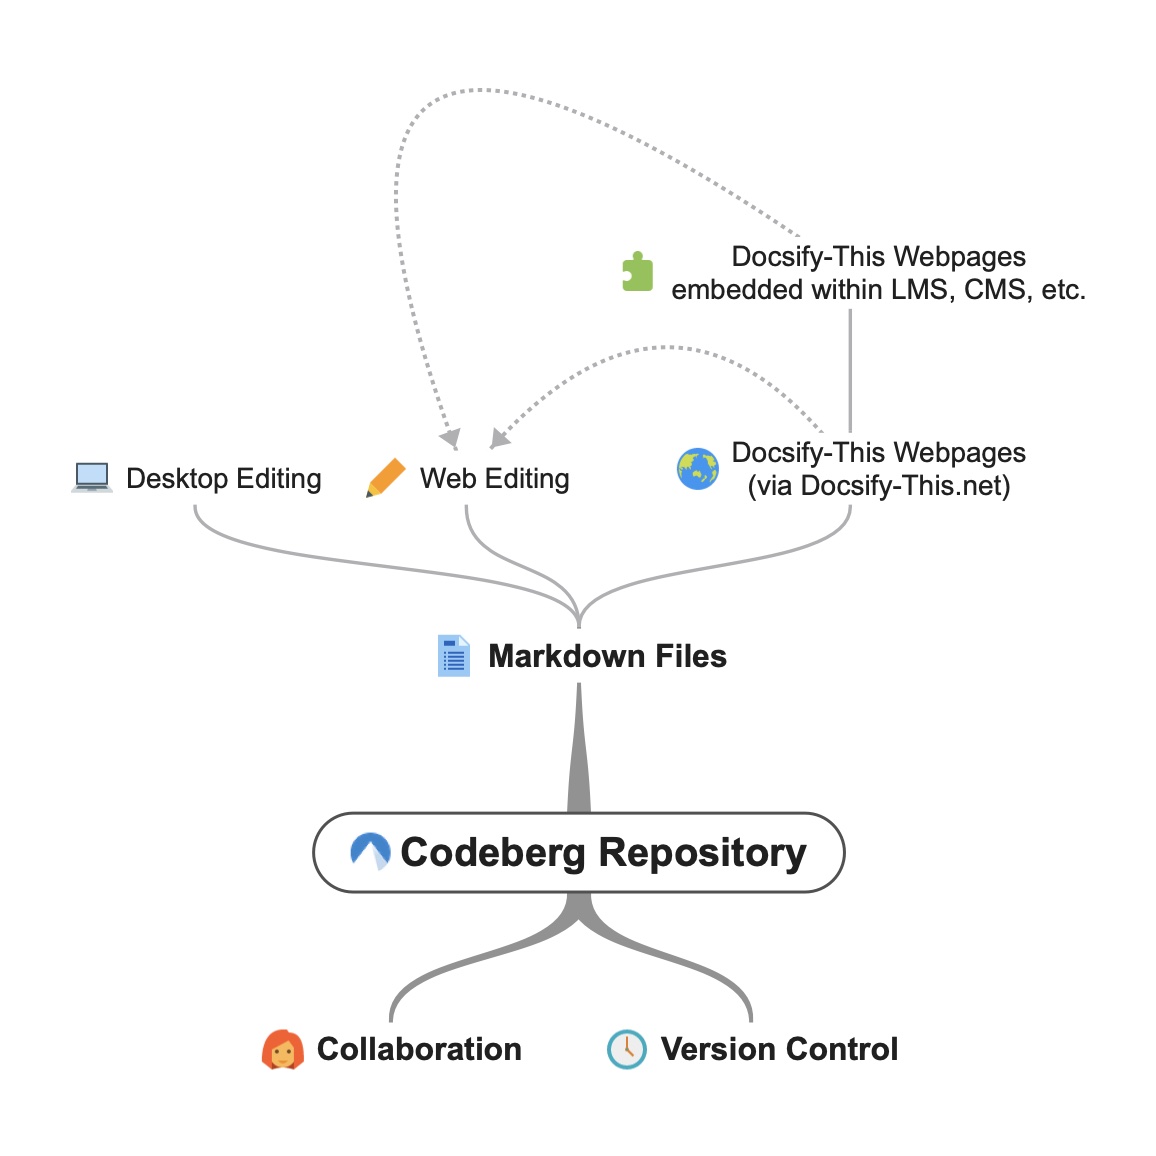 Docsify-This Webpages
embedded within LMS, CMS, etc.
Desktop Editing
Web Editing
Docsify-This Webpages
(via Docsify-This.net)
Markdown Files
Codeberg Repository
Collaboration
Version Control